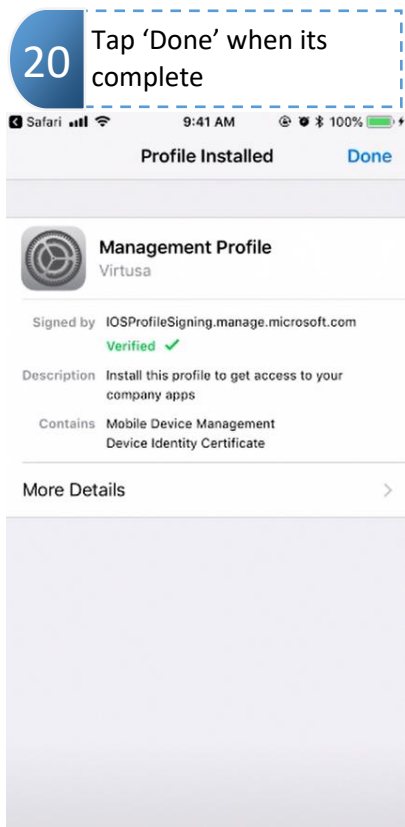 20
Tap ‘Done’ when its
complete
Safari 9:41 AM 100%
Profile Installed Done
Management Profile
Virtusa
Signed by IOSProfileSigning.manage.microsoft.com
Verified ✓
Description Install this profile to get access to your
company apps
Contains Mobile Device Management
Device Identity Certificate
More Details >